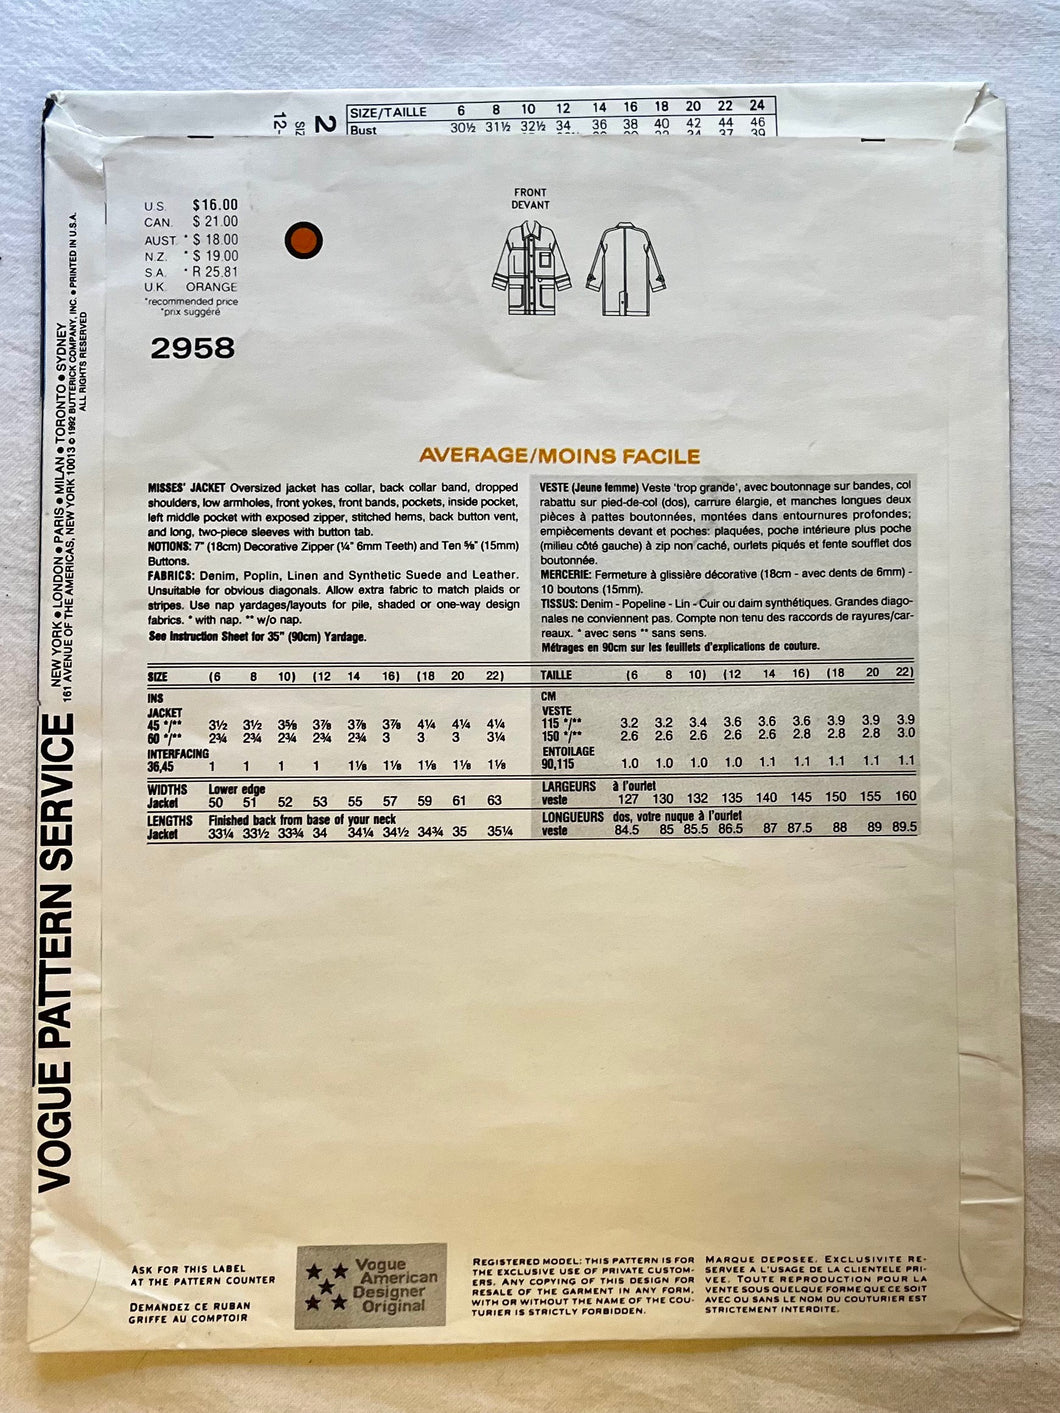 SIZE/TAILLE 6 8 10 12 14 16 18 20 22 24
Bust 30½ 31½ 32½ 34 36 38 40 42 44 46
2
SIZ
12-
U.S. $16.00
CAN. $ 21.00
AUST. * $ 18.00
N.Z. * $ 19.00
S.A. * R 25.81
U.K. ORANGE
*recommended price
*prix suggéré
2958
FRONT
DEVANT
AVERAGE/MOINS FACILE
MISSES' JACKET Oversized jacket has collar, back collar band, dropped
shoulders, low armholes, front yokes, front bands, pockets, inside pocket,
left middle pocket with exposed zipper, stitched hems, back button vent,
and long, two-piece sleeves with button tab.
NOTIONS: 7" (18cm) Decorative Zipper (¼" 6mm Teeth) and Ten ⅝" (15mm)
Buttons.
FABRICS: Denim, Poplin, Linen and Synthetic Suede and Leather.
Unsuitable for obvious diagonals. Allow extra fabric to match plaids or
stripes. Use nap yardages/layouts for pile, shaded or one-way design
fabrics. * with nap. ** w/o nap.
See Instruction Sheet for 35" (90cm) Yardage.
SIZE (6 8 10) (12 14 16) (18 20 22)
INS
JACKET
45 */** 3½ 3½ 3⅝ 3⅞ 3⅞ 3⅞ 4¼ 4¼ 4¼
60 */** 2¾ 2¾ 2¾ 2¾ 2¾ 3 3 3 3¼
INTERFACING
36,45 1 1 1 1 1⅛ 1⅛ 1⅛ 1⅛ 1⅛
WIDTHS Lower edge
Jacket 50 51 52 53 55 57 59 61 63
LENGTHS Finished back from base of your neck
Jacket 33¼ 33½ 33¾ 34 34¼ 34½ 34¾ 35 35¼
VESTE (Jeune femme) Veste 'trop grande', avec boutonnage sur bandes, col
rabattu sur pied-de-col (dos), carrure élargie, et manches longues deux
pièces à pattes boutonnées, montées dans entournures profondes;
empiècements devant et poches: plaquées, poche intérieure plus poche
(milieu côté gauche) à zip non caché, ourlets piqués et fente soufflet dos
boutonnée.
MERCERIE: Fermeture à glissière décorative (18cm - avec dents de 6mm) -
10 boutons (15mm).
TISSUS: Denim - Popeline - Lin - Cuir ou daim synthétiques. Grandes diago-
nales ne conviennent pas. Compte non tenu des raccords de rayures/car-
reaux. * avec sens ** sans sens.
Métrages en 90cm sur les feuillets d'explications de couture.
TAILLE (6 8 10) (12 14 16) (18 20 22)
CM
VESTE
115 */** 3.2 3.2 3.4 3.6 3.6 3.6 3.9 3.9 3.9
150 */** 2.6 2.6 2.6 2.6 2.6 2.8 2.8 2.8 3.0
ENTOILAGE
90,115 1.0 1.0 1.0 1.0 1.1 1.1 1.1 1.1 1.1
LARGEURS à l'ourlet
veste 127 130 132 135 140 145 150 155 160
LONGUEURS dos, votre nuque à l'ourlet
veste 84.5 85 85.5 86.5 87 87.5 88 89 89.5
VOGUE PATTERN SERVICE
NEW YORK • LONDON • PARIS • MILAN • TORONTO • SYDNEY
161 AVENUE OF THE AMERICAS, NEW YORK 10013 © 1992 BUTTERICK COMPANY, INC. • PRINTED IN U.S.A.
ALL RIGHTS RESERVED
ASK FOR THIS LABEL
AT THE PATTERN COUNTER
DEMANDEZ CE RUBAN
GRIFFE AU COMPTOIR
Vogue
American
Designer
Original
REGISTERED MODEL: THIS PATTERN IS FOR
THE EXCLUSIVE USE OF PRIVATE CUSTOM-
ERS. ANY COPYING OF THIS DESIGN FOR
RESALE OF THE GARMENT IN ANY FORM,
WITH OR WITHOUT THE NAME OF THE COU-
TURIER IS STRICTLY FORBIDDEN.
MARQUE DEPOSEE. EXCLUSIVITE RE-
SERVEE A L'USAGE DE LA CLIENTELE PRI-
VEE. TOUTE REPRODUCTION POUR LA
VENTE SOUS QUELQUE FORME QUE CE SOIT
AVEC OU SANS LE NOM DU COUTURIER EST
STRICTEMENT INTERDITE.